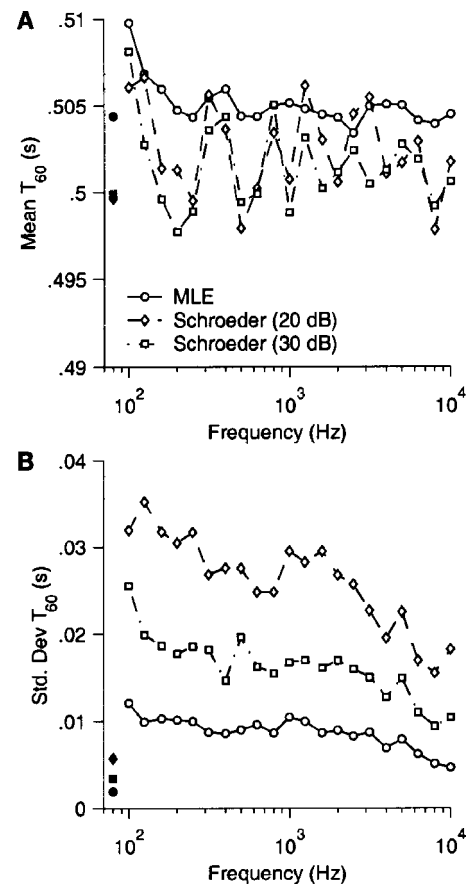 A
.51
.505
.5
.495
.49
Mean T60 (s)
MLE
Schroeder (20 dB)
Schroeder (30 dB)
10^2
10^3
10^4
Frequency (Hz)
B
.04
.03
.02
.01
0
Std. Dev T60 (s)
10^2
10^3
10^4
Frequency (Hz)